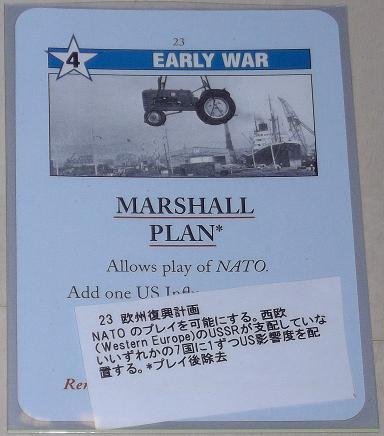 23
4 EARLY WAR
MARSHALL
PLAN*
Allows play of NATO.
Add one US
23 欧州復興計画
NATO のプレイを可能にする。西欧
(Western Europe)のUSSRが支配していな
いいずれかの7国に1ずつUS影響度を配
置する。*プレイ後除去